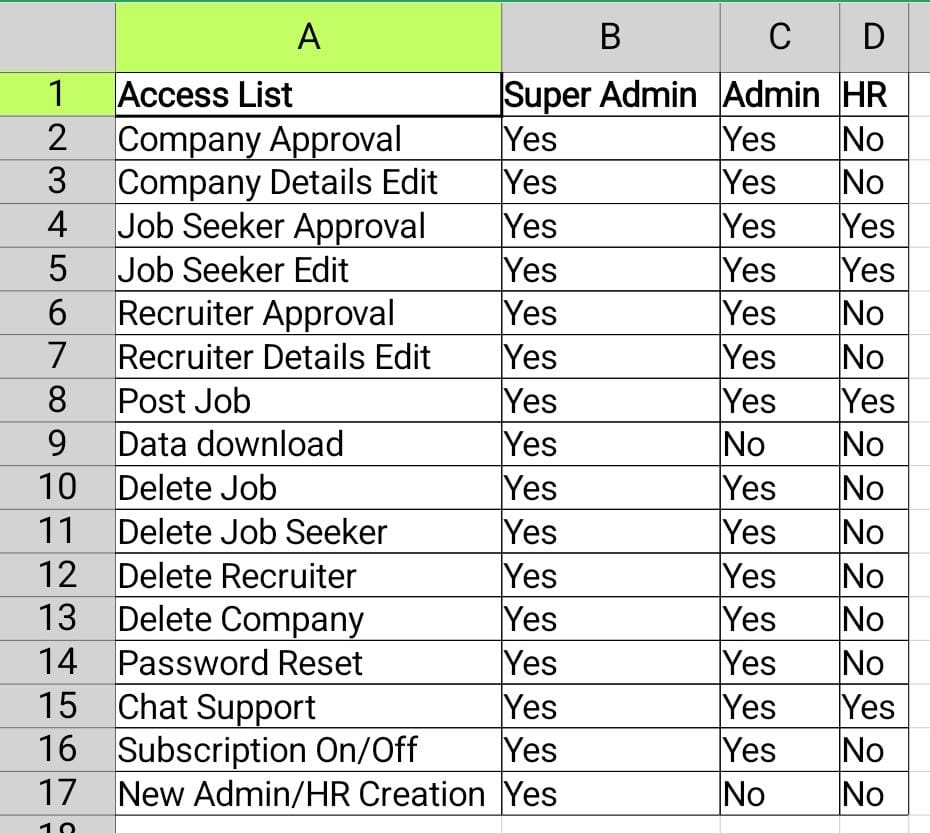 A B C D
1 Access List Super Admin Admin HR
2 Company Approval Yes Yes No
3 Company Details Edit Yes Yes No
4 Job Seeker Approval Yes Yes Yes
5 Job Seeker Edit Yes Yes Yes
6 Recruiter Approval Yes Yes No
7 Recruiter Details Edit Yes Yes No
8 Post Job Yes Yes Yes
9 Data download Yes No No
10 Delete Job Yes Yes No
11 Delete Job Seeker Yes Yes No
12 Delete Recruiter Yes Yes No
13 Delete Company Yes Yes No
14 Password Reset Yes Yes No
15 Chat Support Yes Yes Yes
16 Subscription On/Off Yes Yes No
17 New Admin/HR Creation Yes No No
18